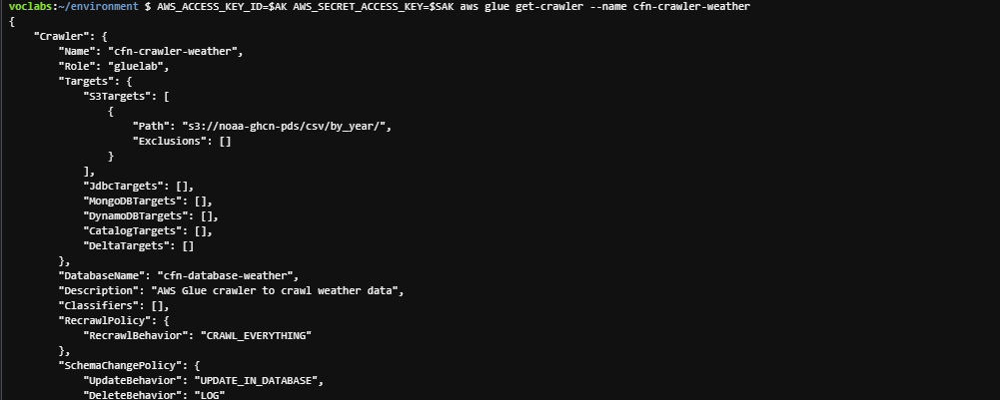 voclabs:~/environment $ AWS_ACCESS_KEY_ID=$AK AWS_SECRET_ACCESS_KEY=$SAK aws glue get-crawler --name cfn-crawler-weather
{
    "Crawler": {
        "Name": "cfn-crawler-weather",
        "Role": "gluelab",
        "Targets": {
            "S3Targets": [
                {
                    "Path": "s3://noaa-ghcn-pds/csv/by_year/",
                    "Exclusions": []
                }
            ],
            "JdbcTargets": [],
            "MongoDBTargets": [],
            "DynamoDBTargets": [],
            "CatalogTargets": [],
            "DeltaTargets": []
        },
        "DatabaseName": "cfn-database-weather",
        "Description": "AWS Glue crawler to crawl weather data",
        "Classifiers": [],
        "RecrawlPolicy": {
            "RecrawlBehavior": "CRAWL_EVERYTHING"
        },
        "SchemaChangePolicy": {
            "UpdateBehavior": "UPDATE_IN_DATABASE",
            "DeleteBehavior": "LOG"